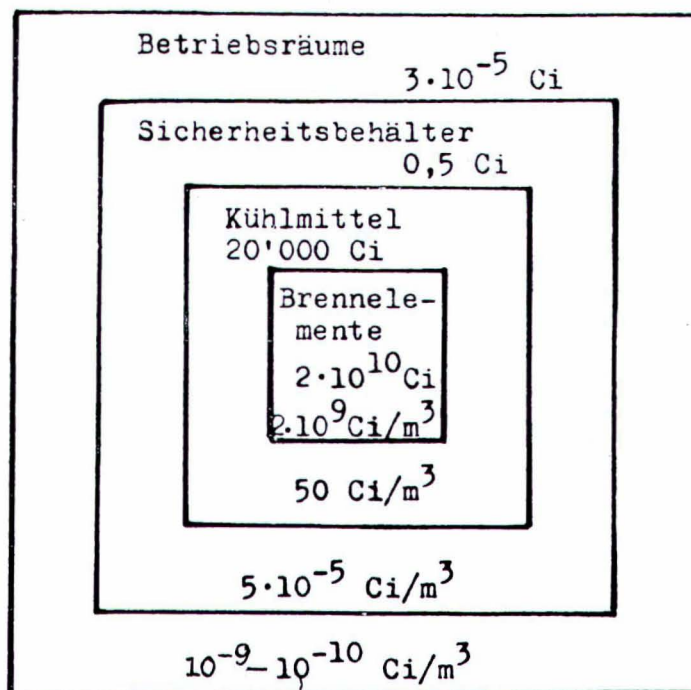 Betriebsräume
3·10⁻⁵ Ci
Sicherheitsbehälter
0,5 Ci
Kühlmittel
20'000 Ci
Brennele-
mente
2·10¹⁰Ci
2·10⁹Ci/m³
50 Ci/m³
5·10⁻⁵ Ci/m³
10⁻⁹–10⁻¹⁰ Ci/m³